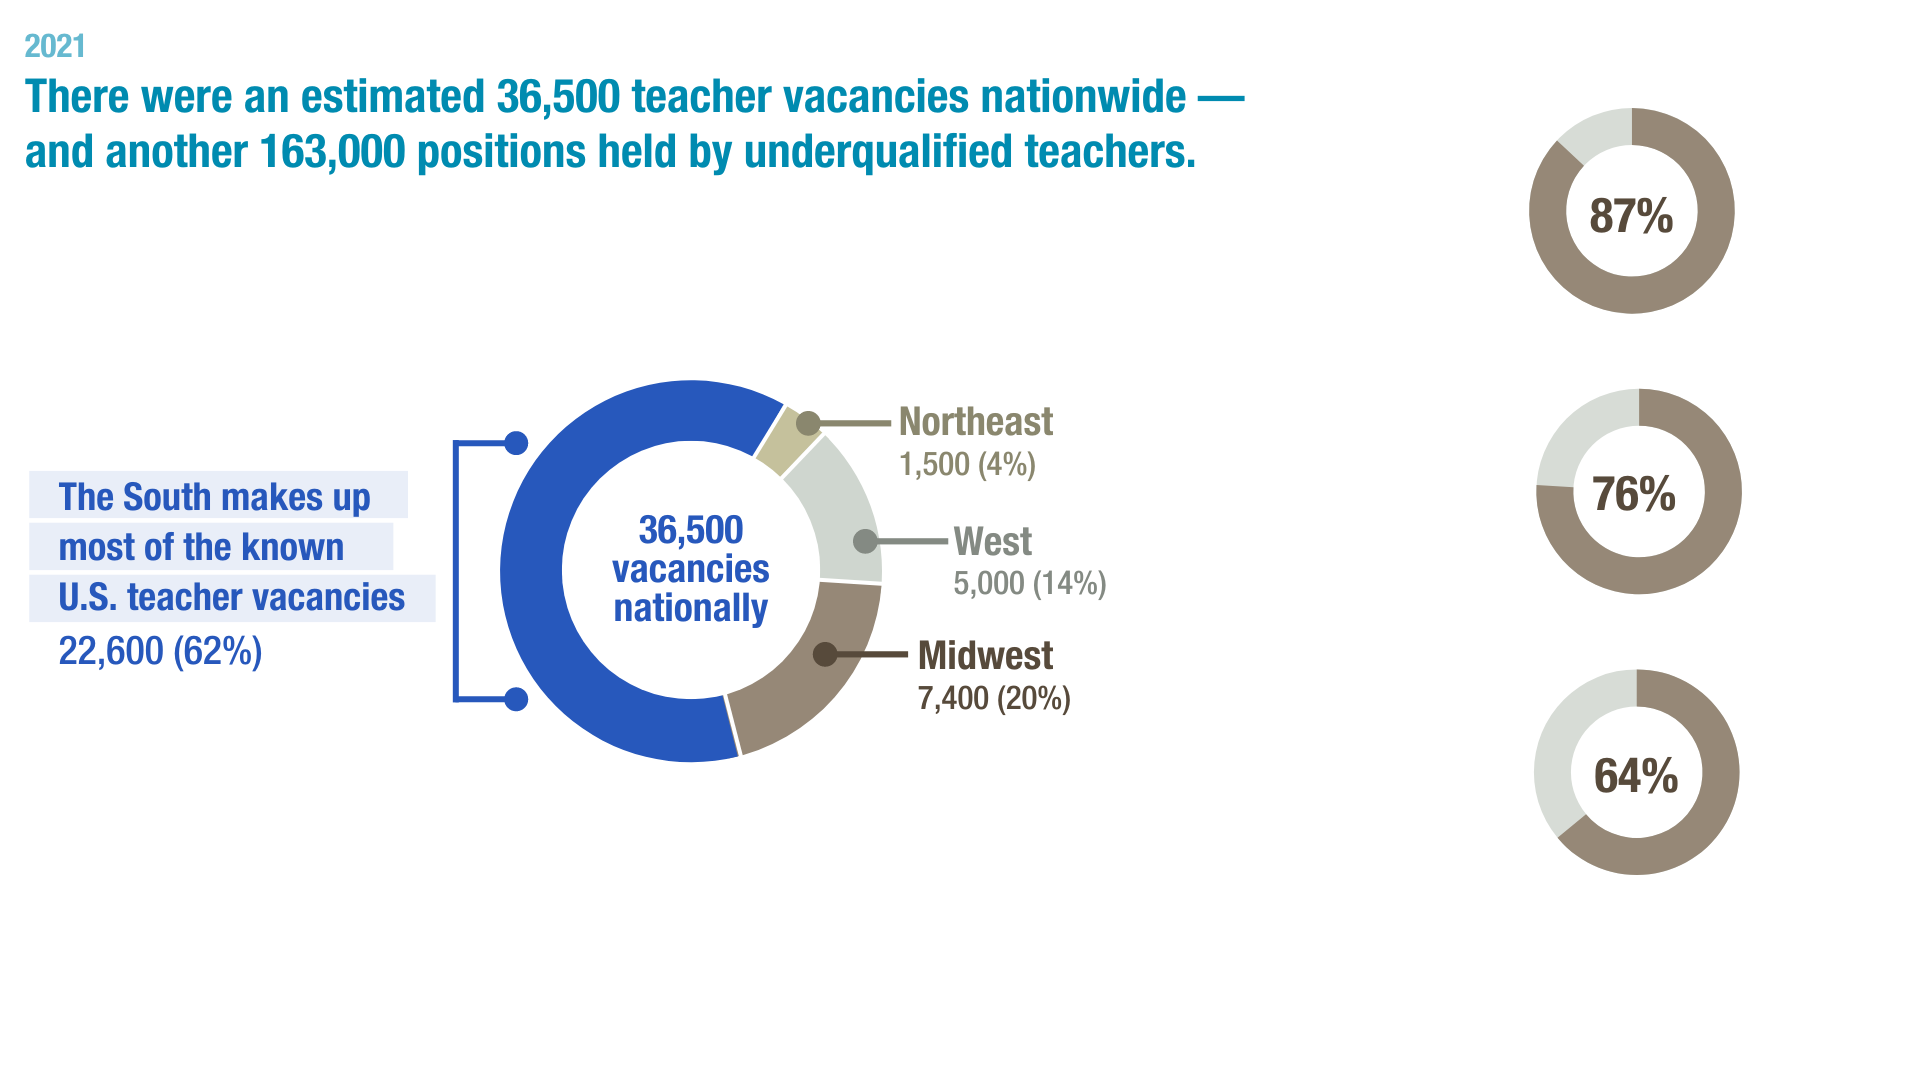 2021
There were an estimated 36,500 teacher vacancies nationwide —
and another 163,000 positions held by underqualified teachers.
The South makes up
most of the known
U.S. teacher vacancies
22,600 (62%)
36,500
vacancies
nationally
Northeast
1,500 (4%)
West
5,000 (14%)
Midwest
7,400 (20%)
87%
76%
64%